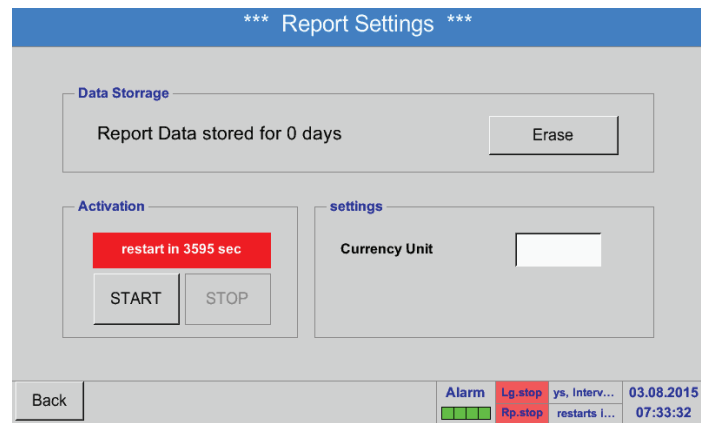 *** Report Settings ***
Data Storrage
Report Data stored for 0 days
Erase
Activation
restart in 3595 sec
START
STOP
settings
Currency Unit
Back
Alarm
Lg.stop
ys, Interv...
03.08.2015
Rp.stop
restarts i...
07:33:32